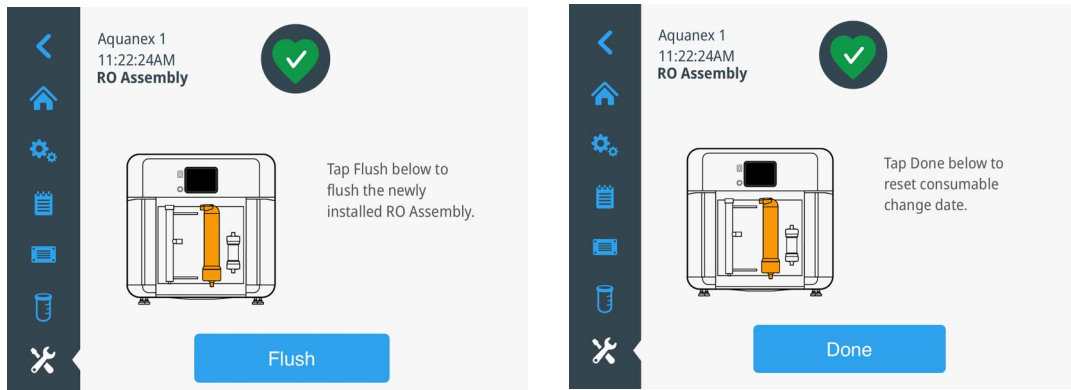 Aquanex 1
11:22:24AM
RO Assembly
Tap Flush below to
flush the newly
installed RO Assembly.
Flush
Aquanex 1
11:22:24AM
RO Assembly
Tap Done below to
reset consumable
change date.
Done